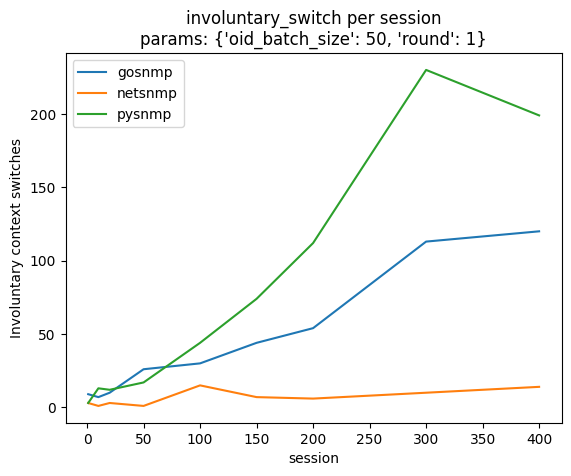 involuntary_switch per session
params: {'oid_batch_size': 50, 'round': 1}
gosnmp
netsnmp
pysnmp
Involuntary context switches
200
150
100
50
0
0 50 100 150 200 250 300 350 400
session